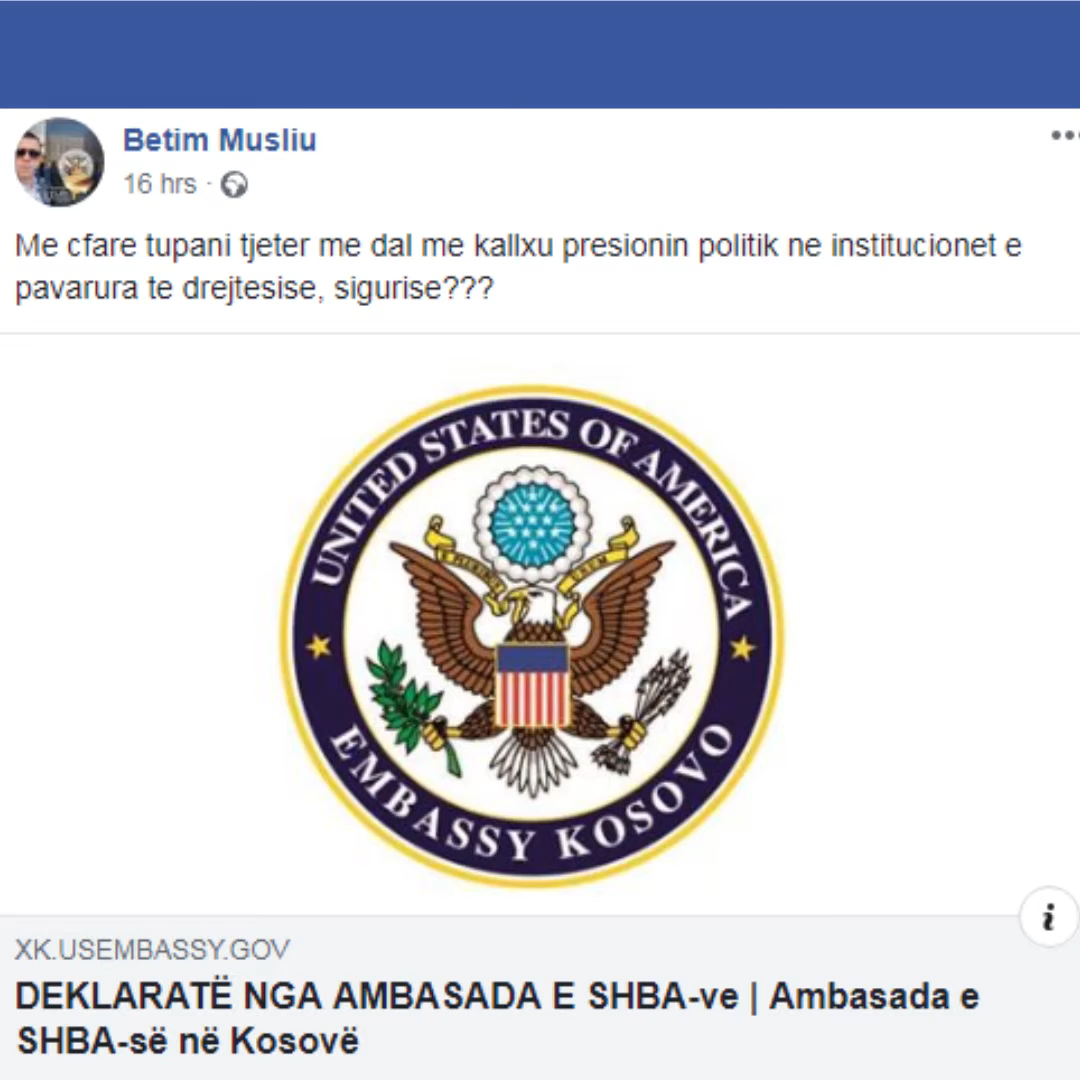 Betim Musliu
16 hrs ·
Me cfare tupani tjeter me dal me kallxu presionin politik ne institucionet e
pavarura te drejtesise, sigurise???
UNITED STATES OF AMERICA
E PLURIBUS UNUM
EMBASSY KOSOVO
XK.USEMBASSY.GOV
DEKLARATË NGA AMBASADA E SHBA-ve | Ambasada e
SHBA-së në Kosovë